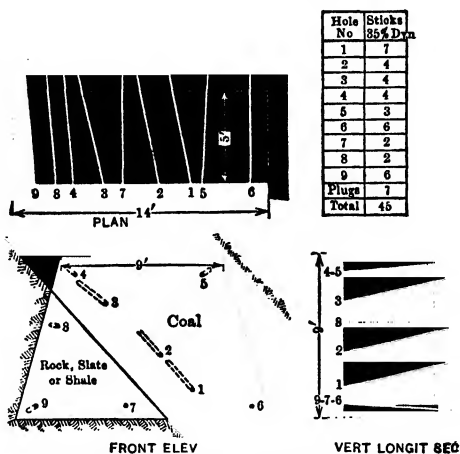 Hole No Sticks 35% Dyn
1 7
2 4
3 4
4 4
5 3
6 6
7 2
8 2
9 6
Plugs 7
Total 45
5'
9 8 4 3 7 2 1 5 6
14'
PLAN
9'
4
5
3
8
Coal
2
Rock, Slate
or Shale
1
9
7
6
FRONT ELEV
9'
4-5
3
8
2
1
9-7-6
VERT LONGIT SEC